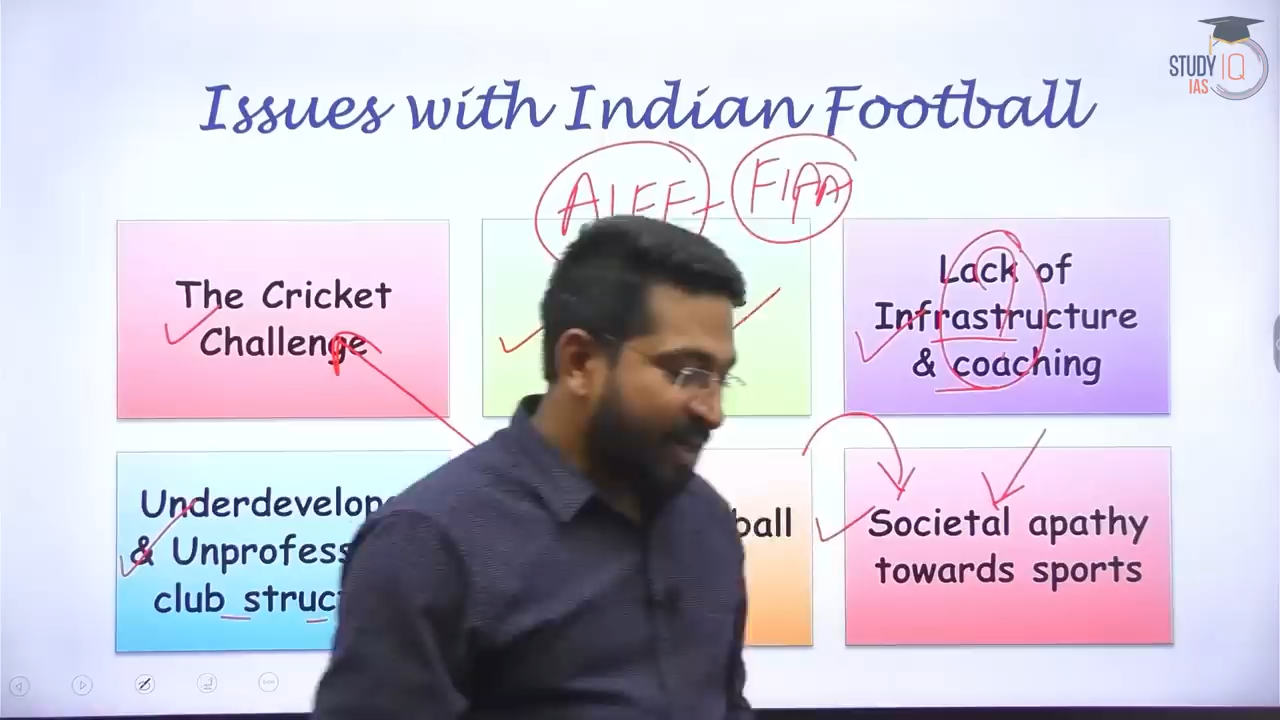 STUDY IQ
IAS
Issues with Indian Football
AIFF - FIFA
The Cricket
Challenge
Lack of
Infrastructure
& coaching
& Unprofess
club struc
ball
Societal apathy
towards sports